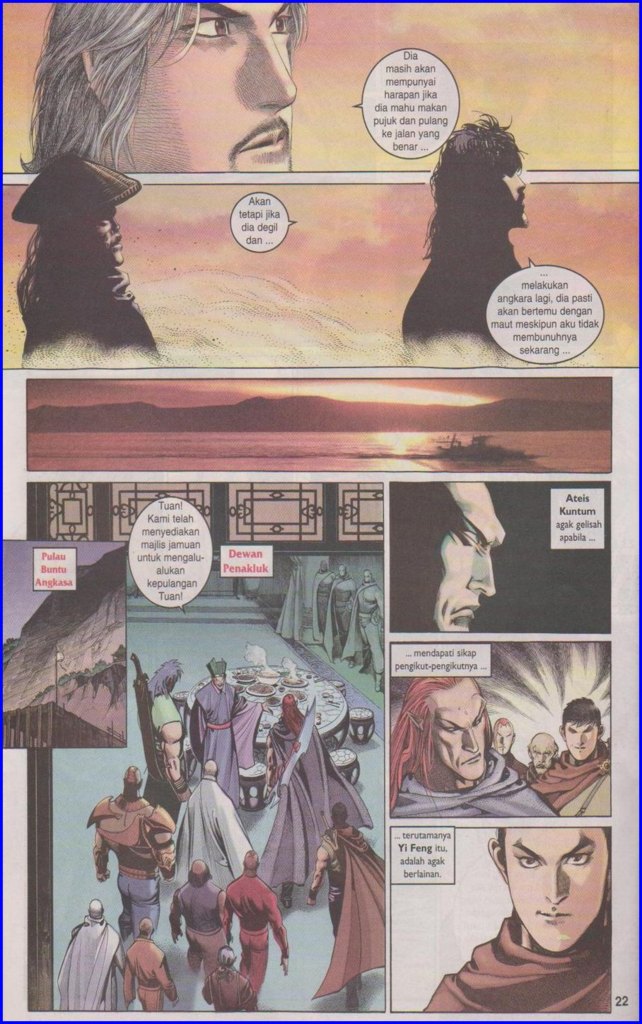 Dia
masih akan
mempunyai
harapan jika
dia mahu makan
pujuk dan pulang
ke jalan yang
benar ...
Akan
tetapi jika
dia degil
dan ...
...
melakukan
angkara lagi, dia pasti
akan bertemu dengan
maut meskipun aku tidak
membunuhnya
sekarang ...
Pulau
Buntu
Angkasa
Tuan!
Kami telah
menyediakan
majlis jamuan
untuk mengalu-
alukan
kepulangan
Tuan!
Dewan
Penakluk
Ateis
Kuntum
agak gelisah
apabila ...
... mendapati sikap
pengikut-pengikutnya ...
... terutamanya
Yi Feng itu,
adalah agak
berlainan.
22